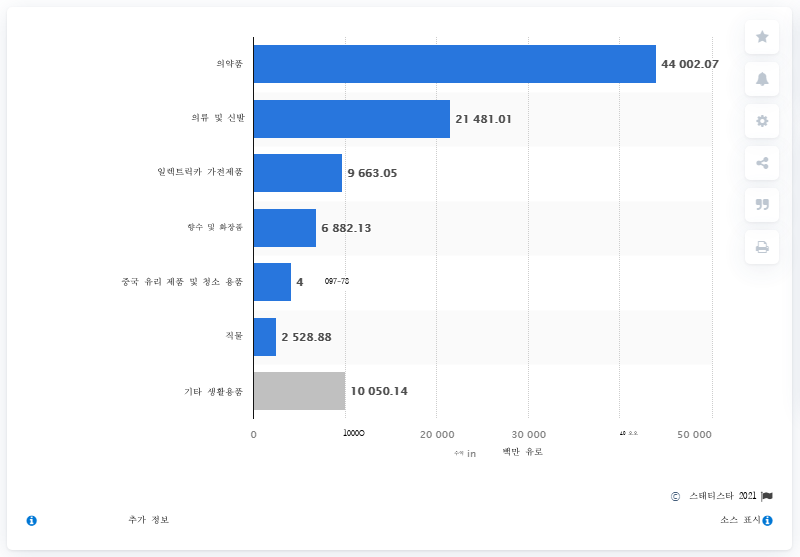 의약품 44 002.07
의류 및 신발 21 481.01
일렉트릭카 가전제품 9 663.05
향수 및 화장품 6 882.13
중국 유리 제품 및 청소 용품 4 097-78
직물 2 528.88
기타 생활용품 10 050.14
0 10000 20 000 30 000 50 000
in 백만 유로
© 스태티스타 2021
추가 정보 소스 표시